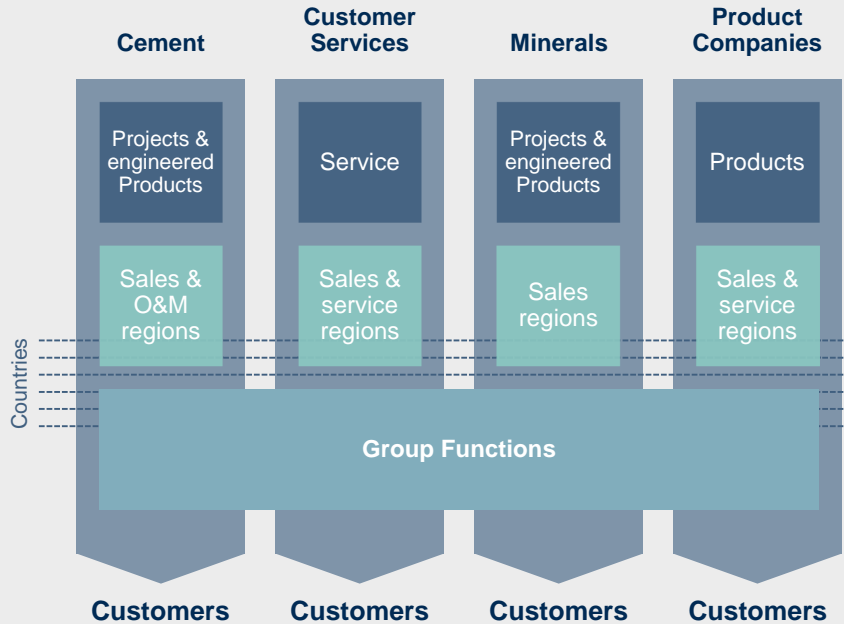 Cement
Customer
Services
Minerals
Product
Companies
Projects &
engineered
Products
Service
Projects &
engineered
Products
Products
Sales &
O&M
regions
Sales &
service
regions
Sales
regions
Sales &
service
regions
Countries
Group Functions
Customers
Customers
Customers
Customers